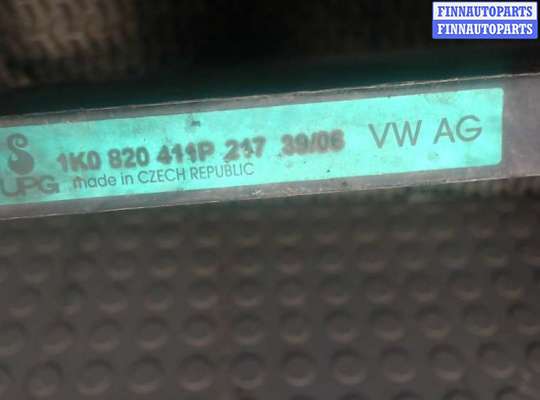 FINNAUTOPARTS
FINNAUTOPARTS
1K0 820 411P 217 39/06 VW AG
UPG made in CZECH REPUBLIC